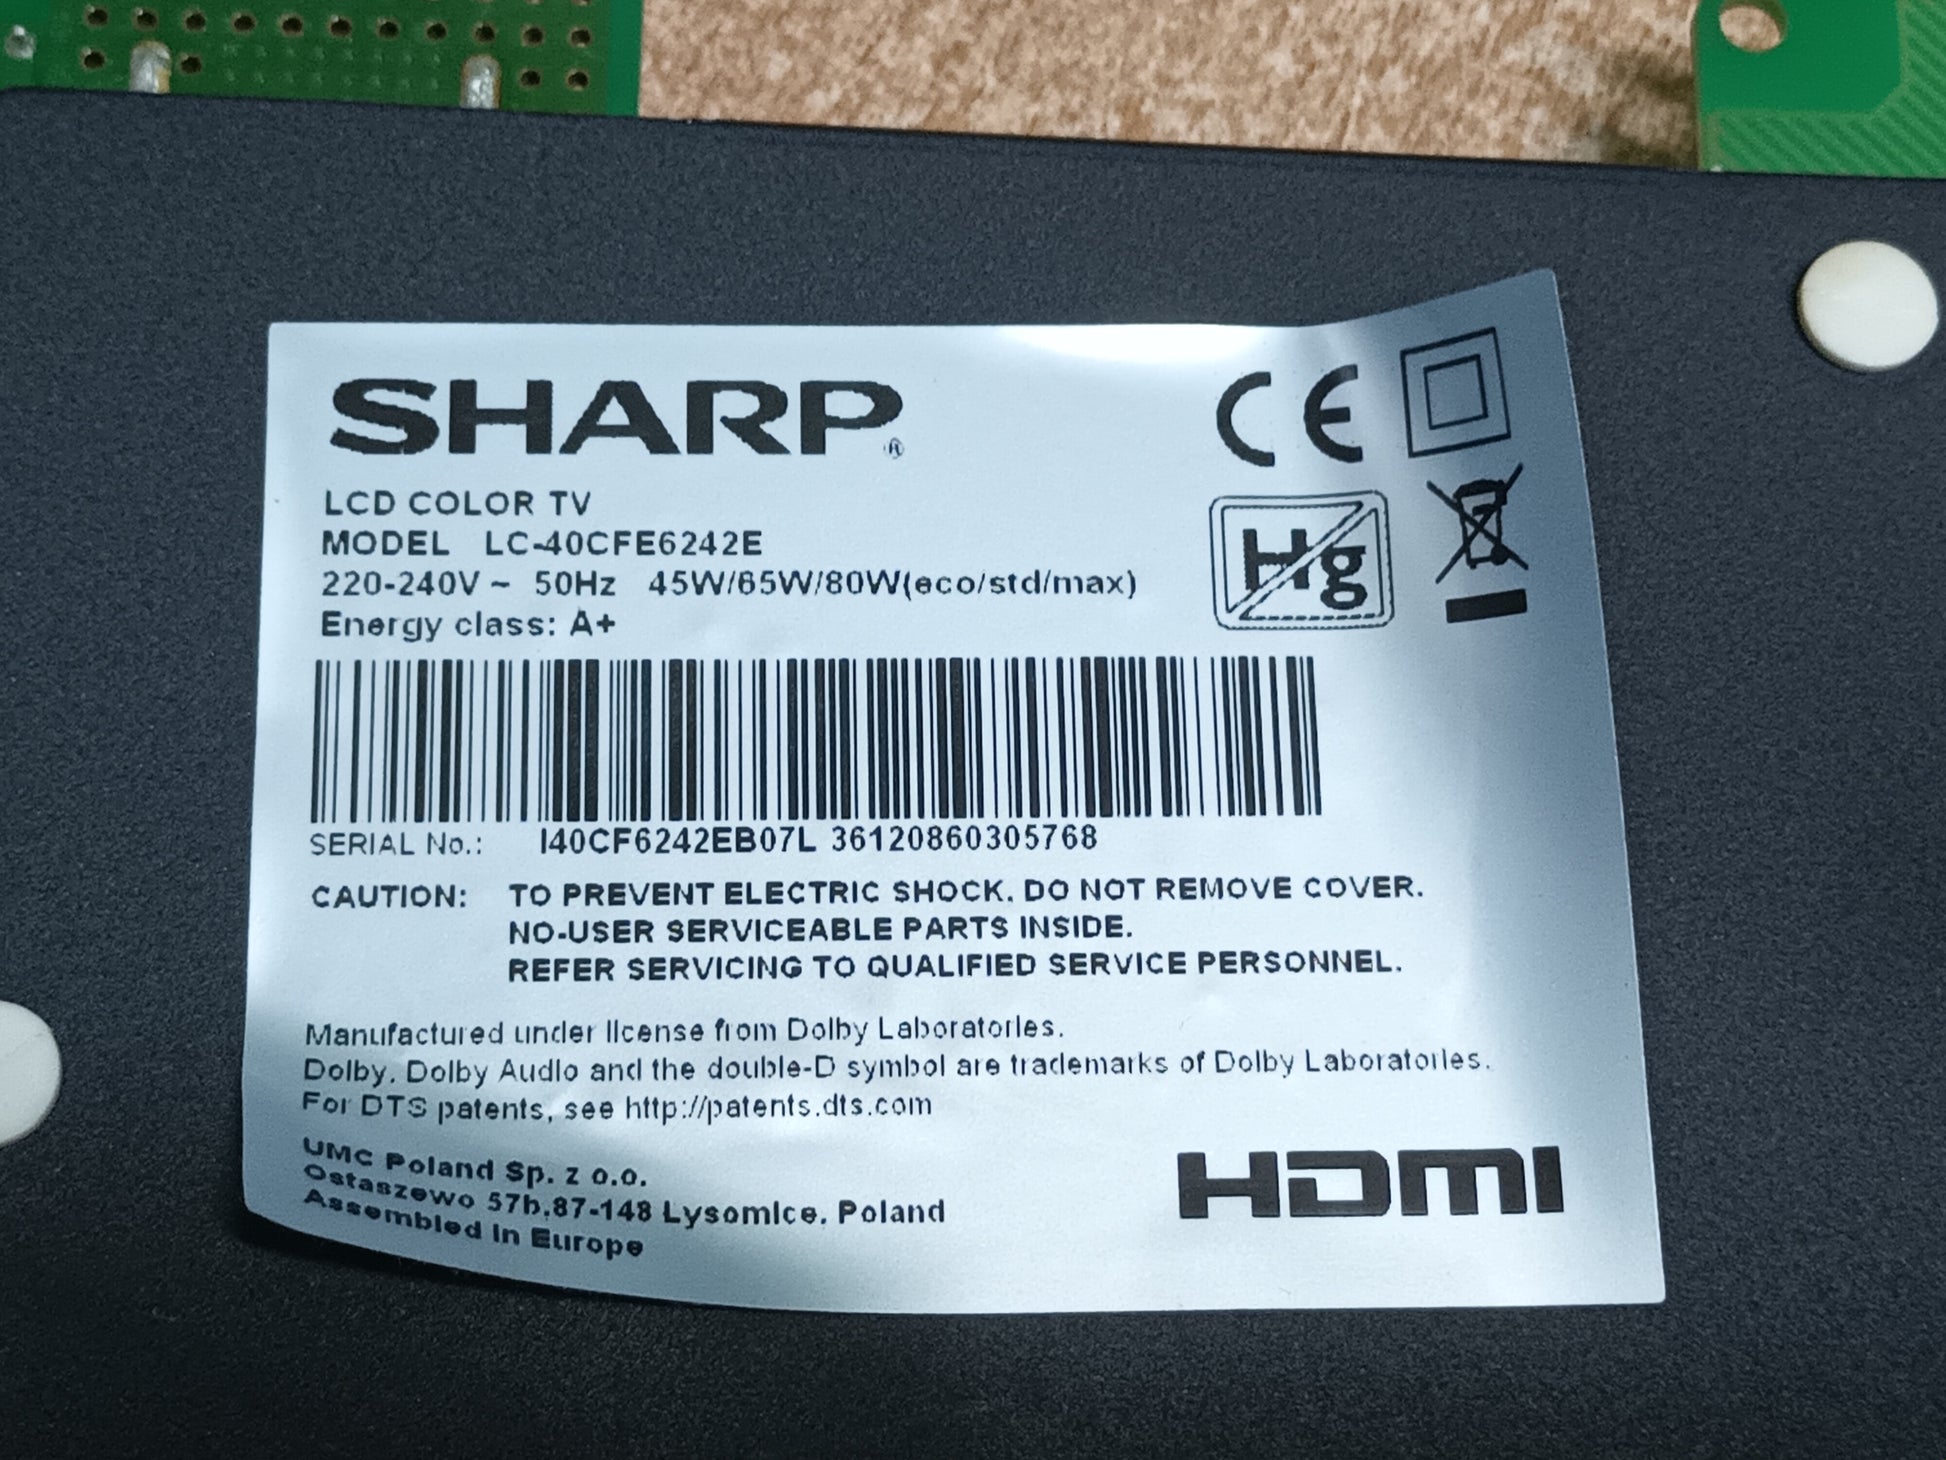 SHARP®
CE
LCD COLOR TV
MODEL LC-40CFE6242E
220-240V ~ 50Hz 45W/65W/80W(eco/std/max)
Energy class: A+
Hg
SERIAL No.: I40CF6242EB07L 36120860305768
CAUTION: TO PREVENT ELECTRIC SHOCK. DO NOT REMOVE COVER.
NO-USER SERVICEABLE PARTS INSIDE.
REFER SERVICING TO QUALIFIED SERVICE PERSONNEL.
Manufactured under license from Dolby Laboratories.
Dolby. Dolby Audio and the double-D symbol are trademarks of Dolby Laboratories.
For DTS patents, see http://patents.dts.com
UMC Poland Sp. z o.o.
Ostaszewo 57b.87-148 Lysomice. Poland
Assembled in Europe
HDMI